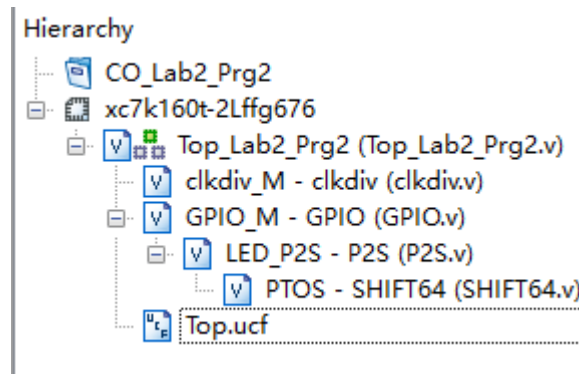 Hierarchy
CO_Lab2_Prg2
xc7k160t-2Lffg676
Top_Lab2_Prg2 (Top_Lab2_Prg2.v)
clkdiv_M - clkdiv (clkdiv.v)
GPIO_M - GPIO (GPIO.v)
LED_P2S - P2S (P2S.v)
PTOS - SHIFT64 (SHIFT64.v)
Top.ucf